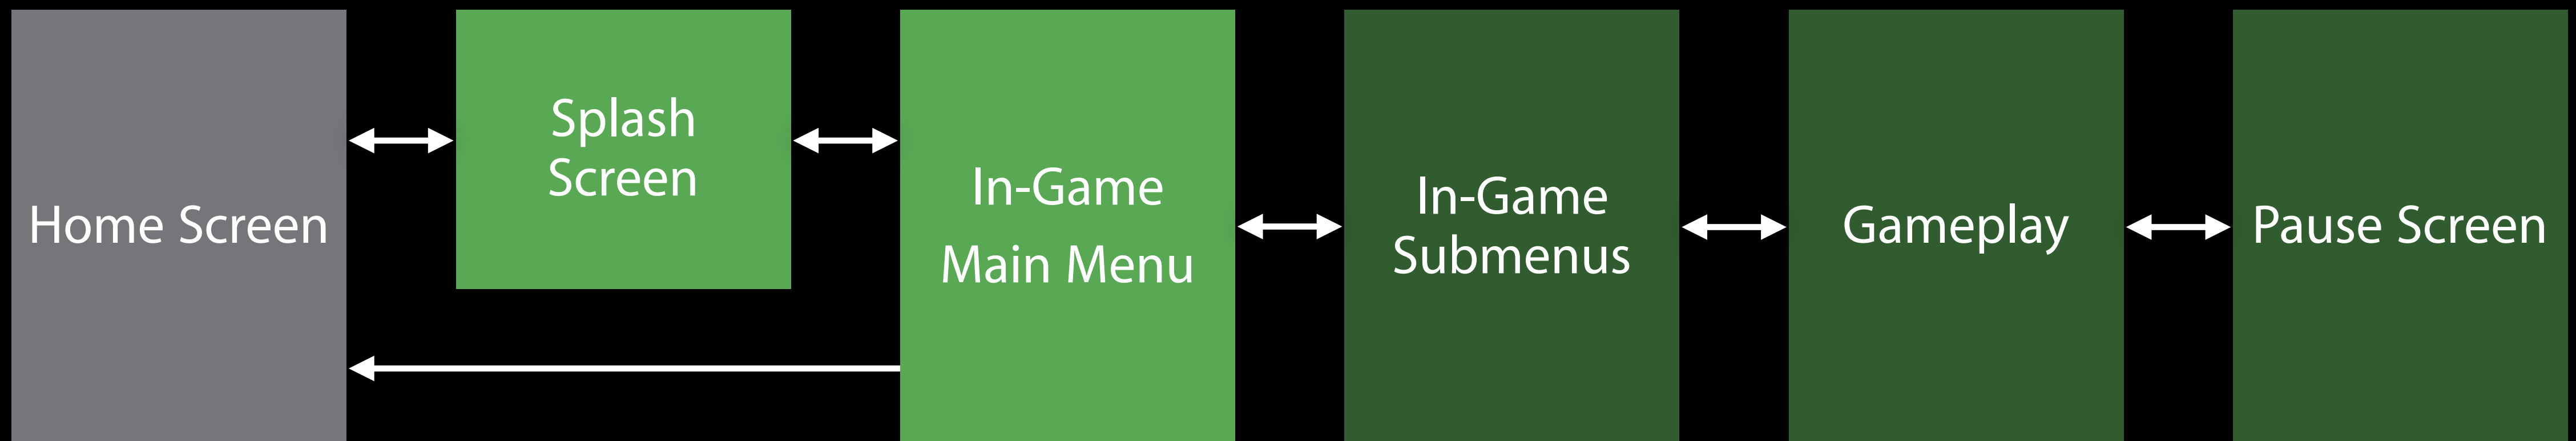 Home Screen
Splash
Screen
In-Game
Main Menu
In-Game
Submenus
Gameplay
Pause Screen